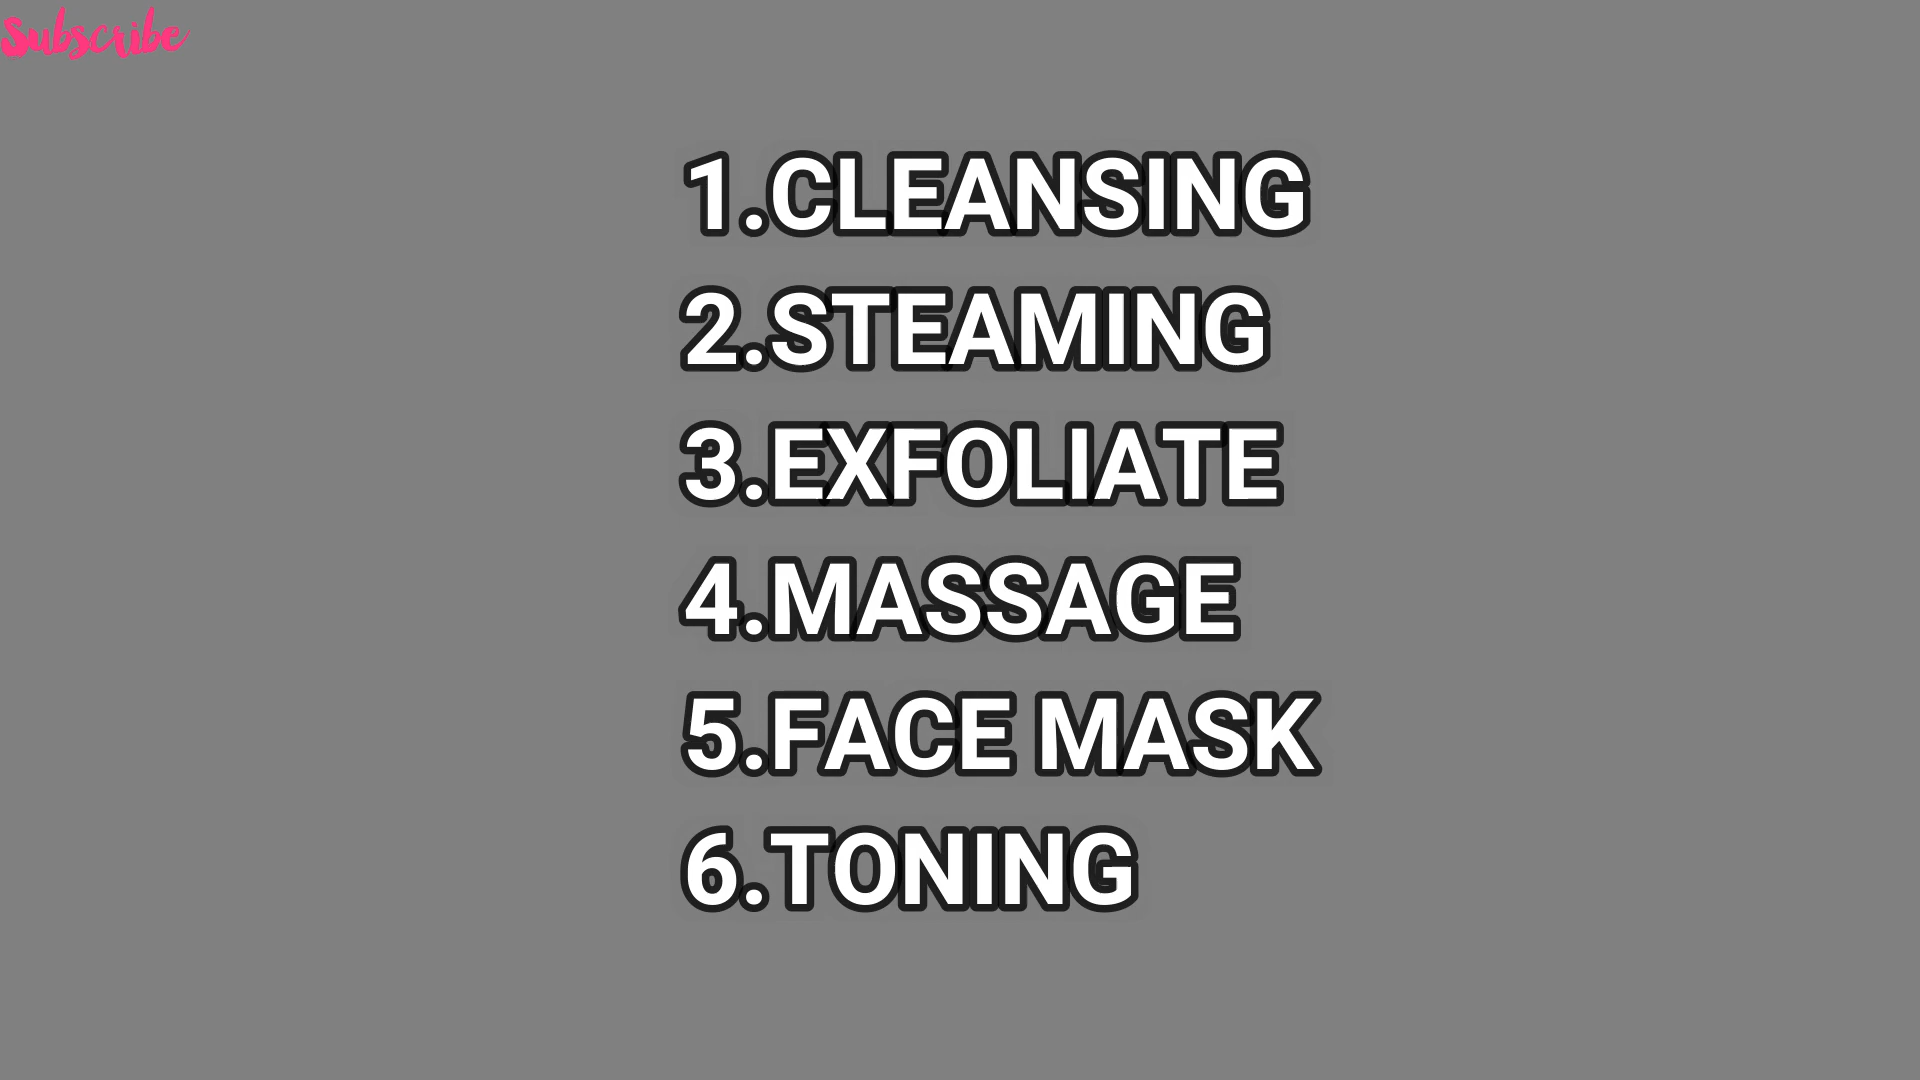 Subscribe
1.CLEANSING
2.STEAMING
3.EXFOLIATE
4.MASSAGE
5.FACE MASK
6.TONING